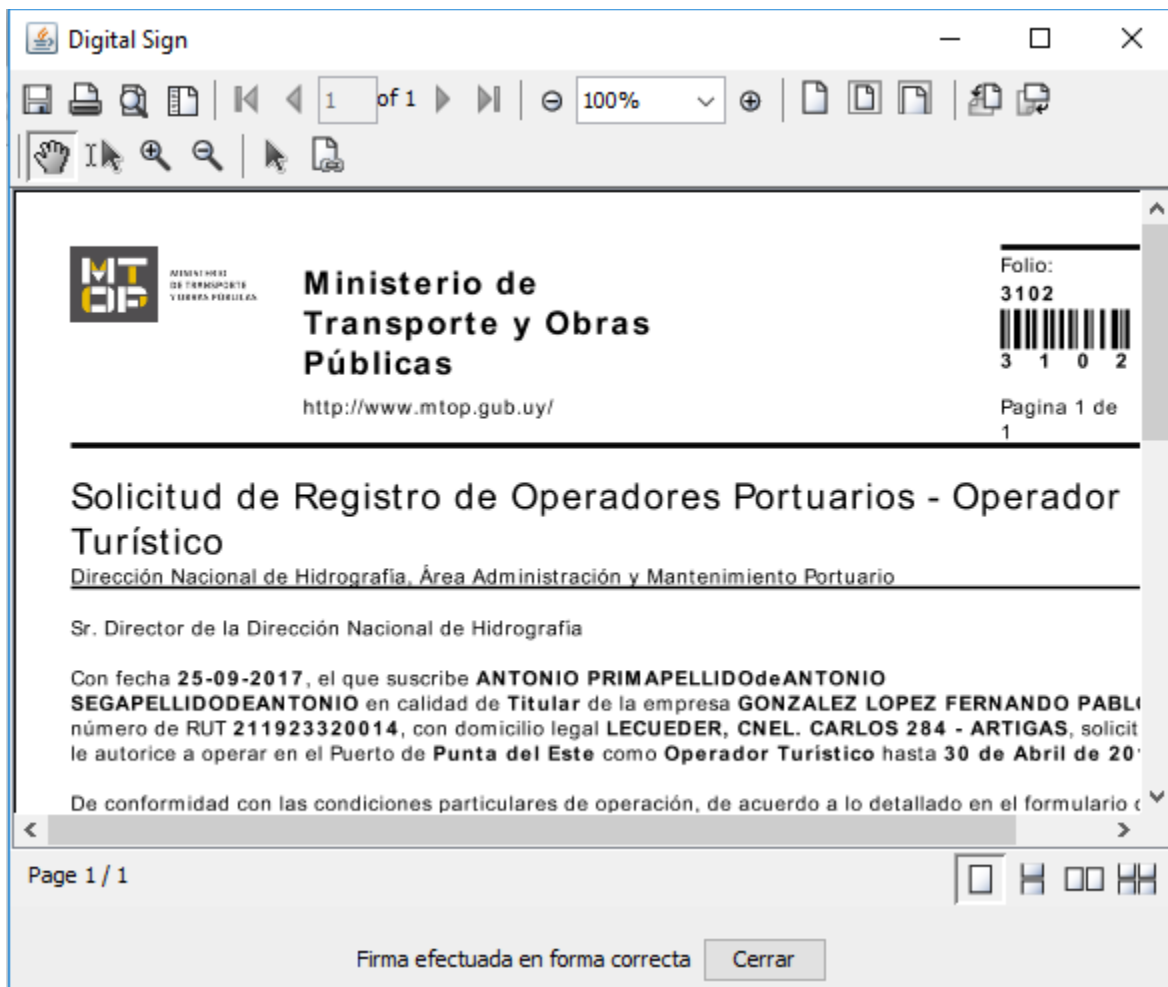 Digital Sign
1 of 1
100%
MTOP
MINISTERIO
DE TRANSPORTE
Y OBRAS PÚBLICAS
Ministerio de
Transporte y Obras
Públicas
http://www.mtop.gub.uy/
Folio:
3102
3 1 0 2
Pagina 1 de
1
Solicitud de Registro de Operadores Portuarios - Operador
Turístico
Dirección Nacional de Hidrografía, Área Administración y Mantenimiento Portuario
Sr. Director de la Dirección Nacional de Hidrografía
Con fecha 25-09-2017, el que suscribe ANTONIO PRIMAPELLIDOdeANTONIO
SEGAPELLIDODEANTONIO en calidad de Titular de la empresa GONZALEZ LOPEZ FERNANDO PABL
número de RUT 211923320014, con domicilio legal LECUEDER, CNEL. CARLOS 284 - ARTIGAS, solicit
le autorice a operar en el Puerto de Punta del Este como Operador Turístico hasta 30 de Abril de 20
De conformidad con las condiciones particulares de operación, de acuerdo a lo detallado en el formulario
Page 1 / 1
Firma efectuada en forma correcta
Cerrar